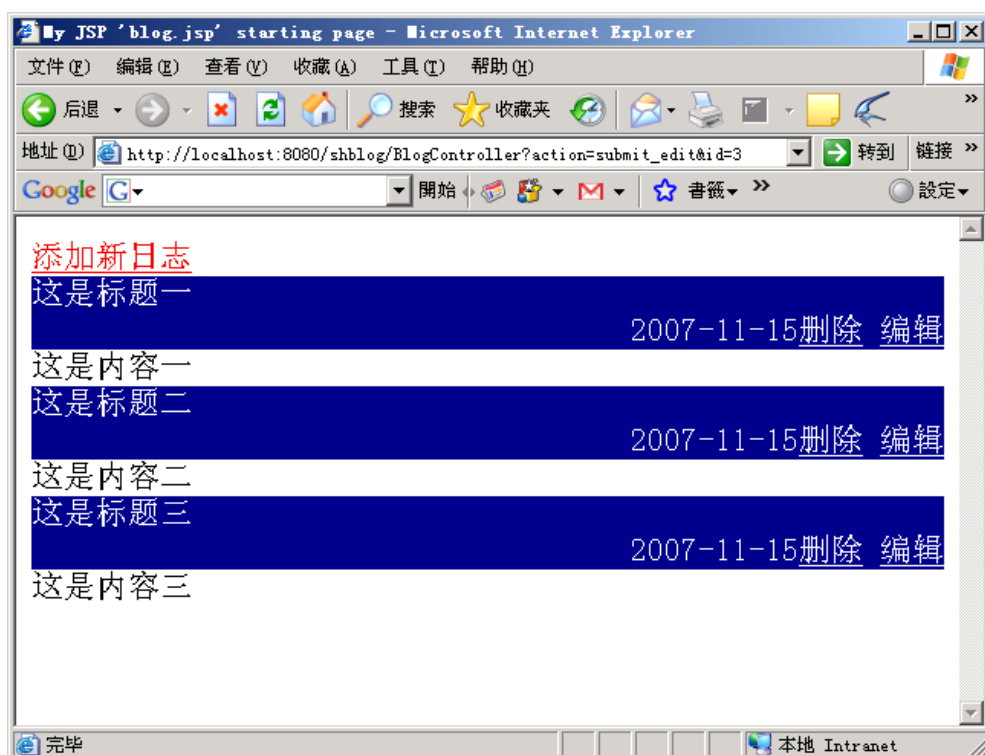 My JSP 'blog.jsp' starting page - Microsoft Internet Explorer
文件(F) 编辑(E) 查看(V) 收藏(A) 工具(T) 帮助(H)
后退 搜索 收藏夹 »
地址(D) http://localhost:8080/shblog/BlogController?action=submit_edit&id=3 转到 链接 »
Google G 開始 書籤 » 設定
添加新日志
这是标题一
2007-11-15删除 编辑
这是内容一
这是标题二
2007-11-15删除 编辑
这是内容二
这是标题三
2007-11-15删除 编辑
这是内容三
完毕 本地 Intranet